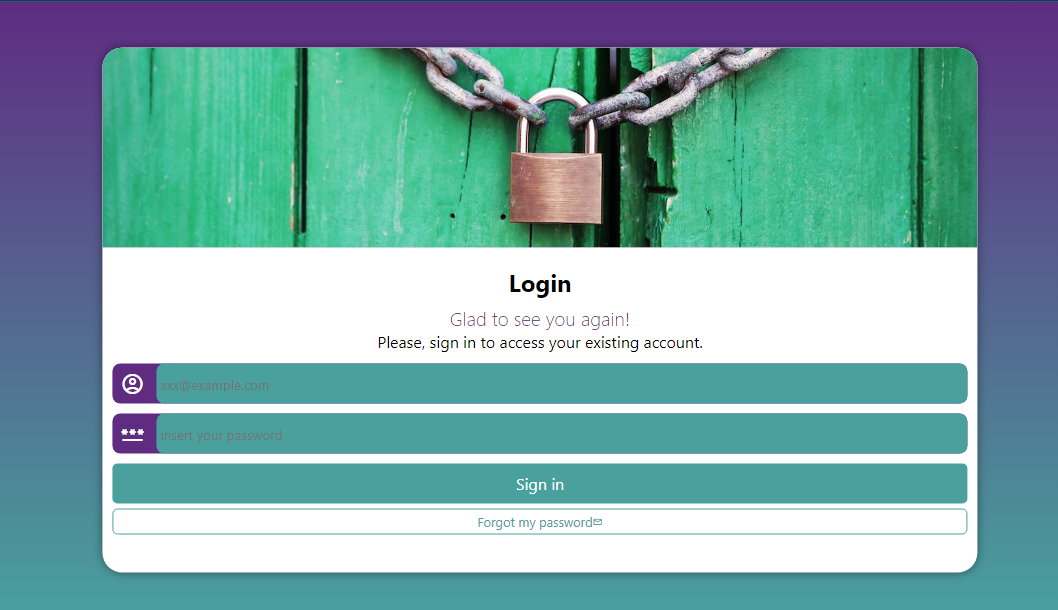 Login
Glad to see you again!
Please, sign in to access your existing account.
xxx@example.com
***
insert your password
Sign in
Forgot my password